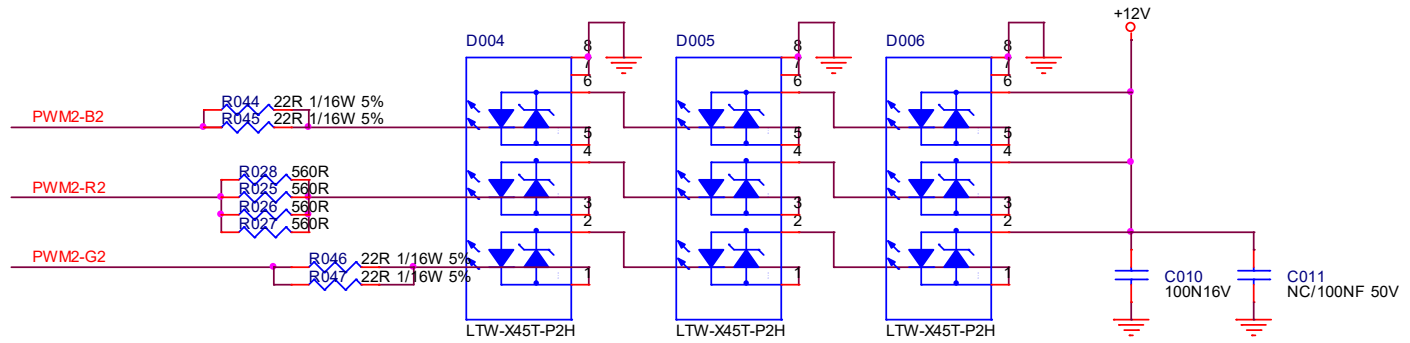 +12V
D004
D005
D006
8
7
6
8
7
6
8
7
6
R044 22R 1/16W 5%
PWM2-B2
R045 22R 1/16W 5%
5
4
5
4
5
4
R028 560R
PWM2-R2
R025 560R
R026 560R
R027 560R
3
2
3
2
3
2
PWM2-G2
R046 22R 1/16W 5%
R047 22R 1/16W 5%
1
1
1
C010
100N16V
C011
NC/100NF 50V
LTW-X45T-P2H
LTW-X45T-P2H
LTW-X45T-P2H